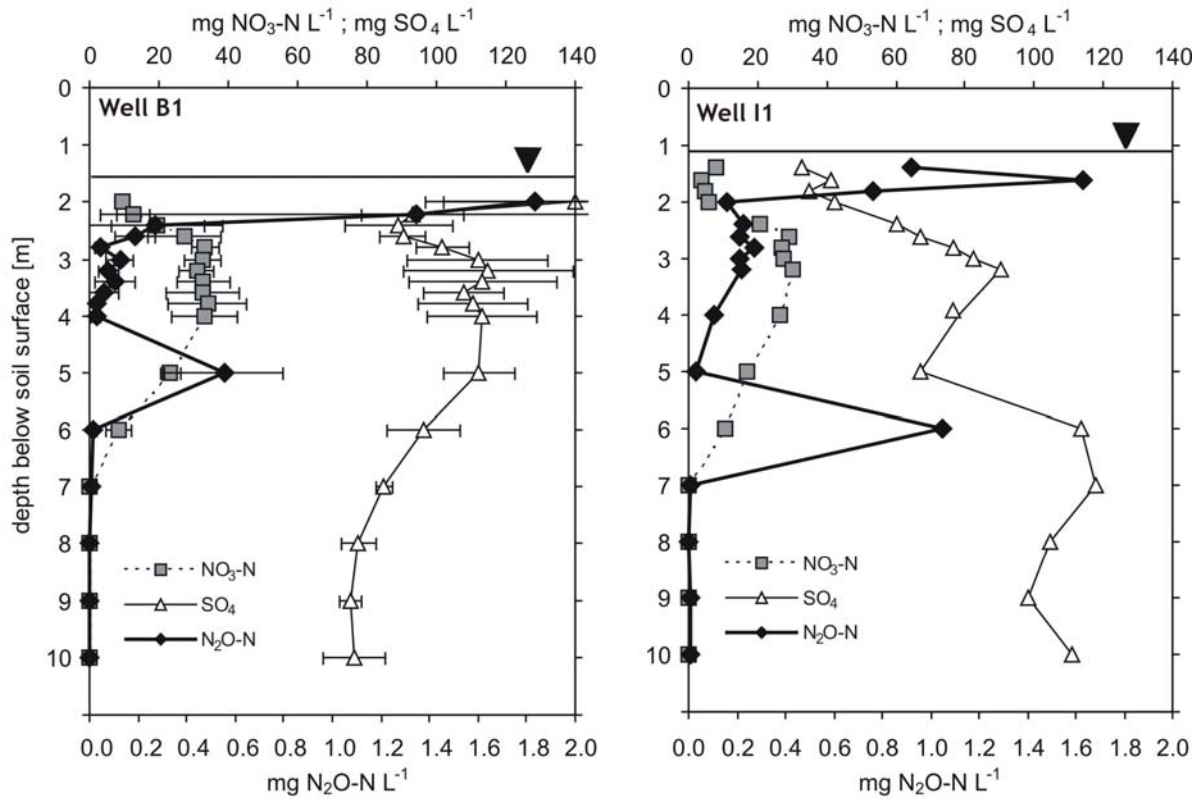 mg NO₃-N L⁻¹ ; mg SO₄ L⁻¹
0 20 40 60 80 100 120 140
Well B1
depth below soil surface [m]
0
1
2
3
4
5
6
7
8
9
10
NO₃-N
SO₄
N₂O-N
0.0 0.2 0.4 0.6 0.8 1.0 1.2 1.4 1.6 1.8 2.0
mg N₂O-N L⁻¹
mg NO₃-N L⁻¹ ; mg SO₄ L⁻¹
0 20 40 60 80 100 120 140
Well I1
0
1
2
3
4
5
6
7
8
9
10
NO₃-N
SO₄
N₂O-N
0.0 0.2 0.4 0.6 0.8 1.0 1.2 1.4 1.6 1.8 2.0
mg N₂O-N L⁻¹